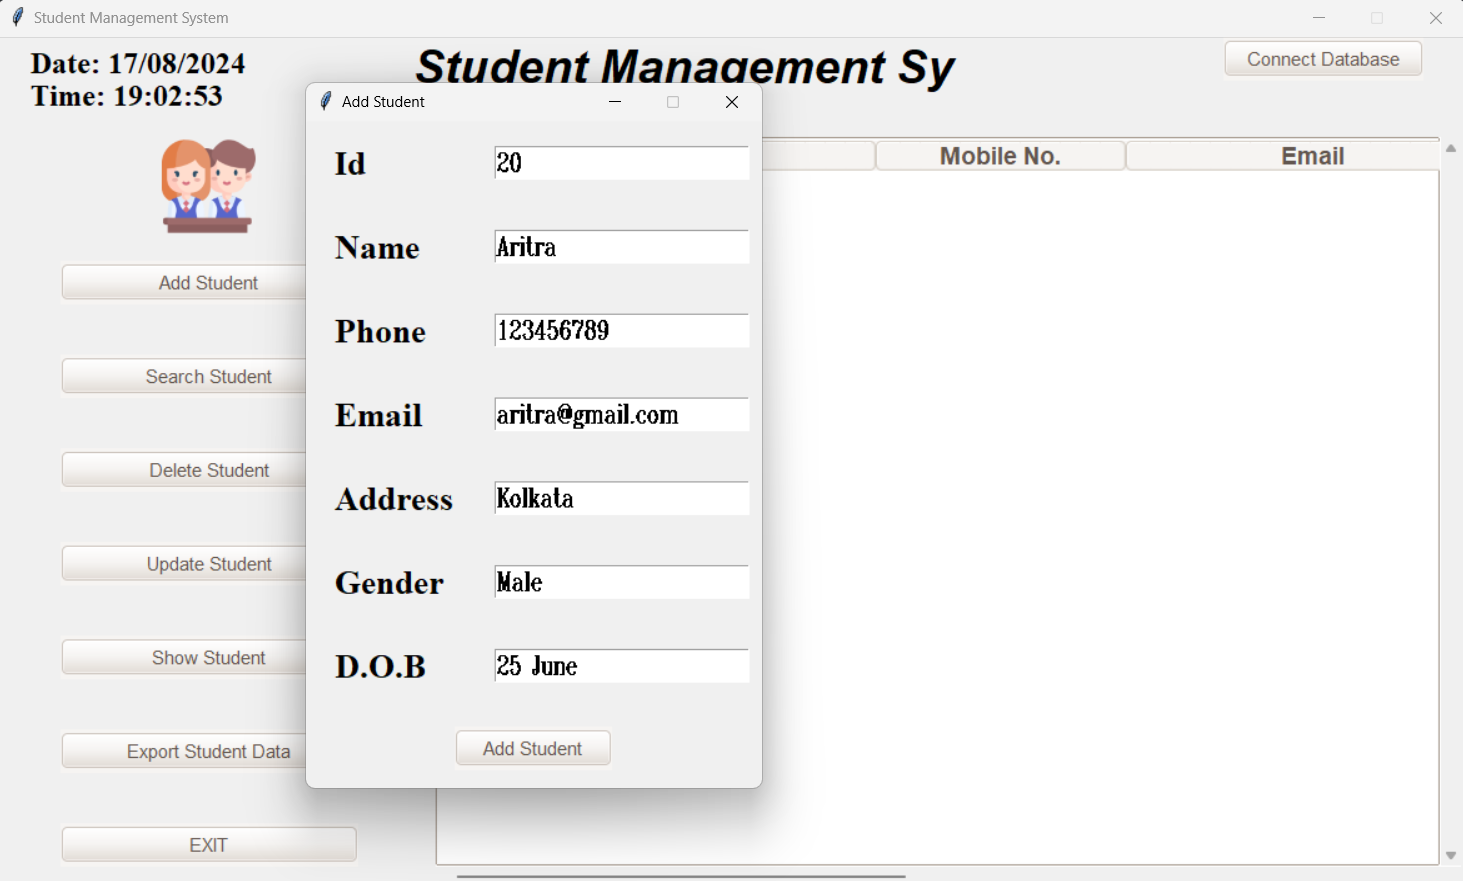 Student Management System
Date: 17/08/2024
Time: 19:02:53
Student Management Sy
Connect Database
Add Student
Search Student
Delete Student
Update Student
Show Student
Export Student Data
EXIT
Mobile No.
Email
Add Student
Id 20
Name Aritra
Phone 123456789
Email aritra@gmail.com
Address Kolkata
Gender Male
D.O.B 25 June
Add Student